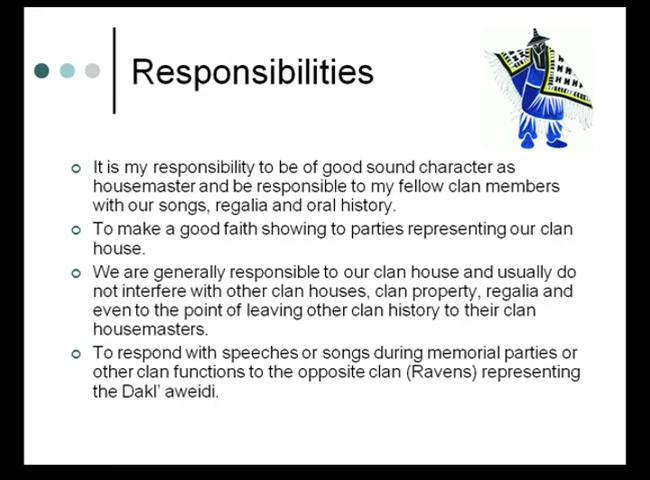 Responsibilities
It is my responsibility to be of good sound character as
housemaster and be responsible to my fellow clan members
with our songs, regalia and oral history.
To make a good faith showing to parties representing our clan
house.
We are generally responsible to our clan house and usually do
not interfere with other clan houses, clan property, regalia and
even to the point of leaving other clan history to their clan
housemasters.
To respond with speeches or songs during memorial parties or
other clan functions to the opposite clan (Ravens) representing
the Dakl’ aweidi.